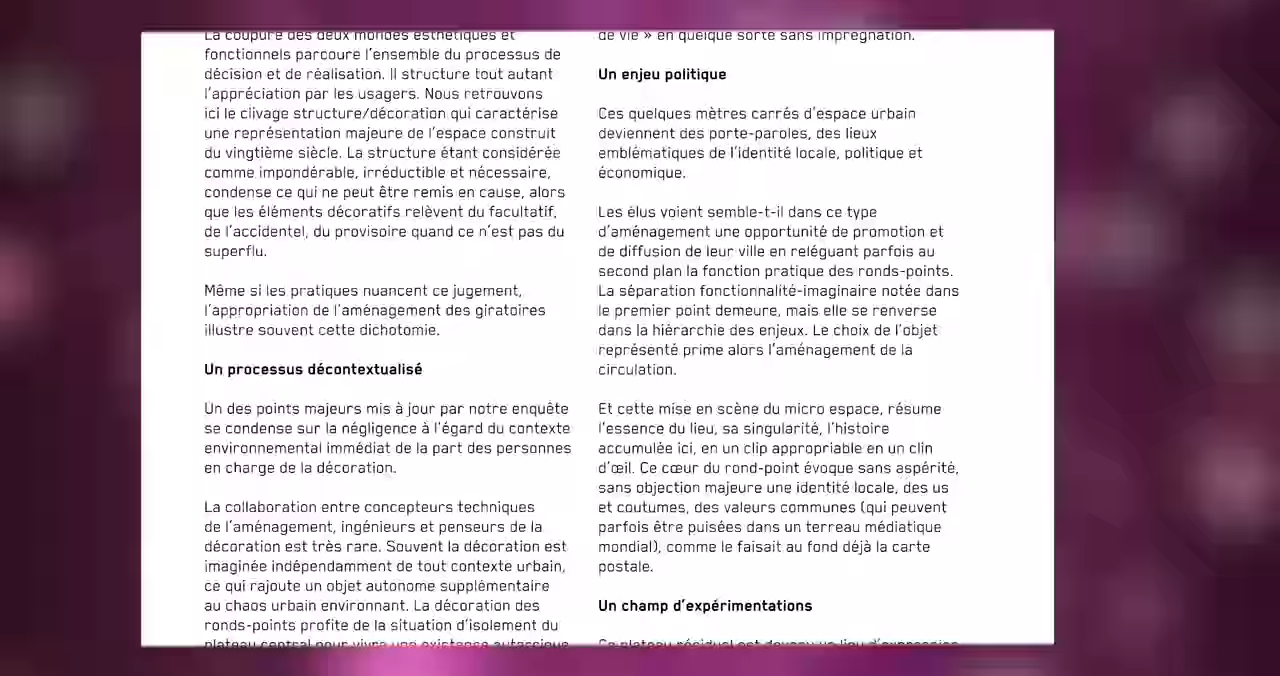 La coupure des deux mondes esthétiques et
fonctionnels parcoure l'ensemble du processus de
décision et de réalisation. Il structure tout autant
l'appréciation par les usagers. Nous retrouvons
ici le clivage structure/décoration qui caractérise
une représentation majeure de l'espace construit
du vingtième siècle. La structure étant considérée
comme impondérable, irréductible et nécessaire,
condense ce qui ne peut être remis en cause, alors
que les éléments décoratifs relèvent du facultatif,
de l'accidentel, du provisoire quand ce n'est pas du
superflu.
Même si les pratiques nuancent ce jugement,
l'appropriation de l'aménagement des giratoires
illustre souvent cette dichotomie.
Un processus décontextualisé
Un des points majeurs mis à jour par notre enquête
se condense sur la négligence à l'égard du contexte
environnemental immédiat de la part des personnes
en charge de la décoration.
La collaboration entre concepteurs techniques
de l'aménagement, ingénieurs et penseurs de la
décoration est très rare. Souvent la décoration est
imaginée indépendamment de tout contexte urbain,
ce qui rajoute un objet autonome supplémentaire
au chaos urbain environnant. La décoration des
ronds-points profite de la situation d'isolement du
plateau central pour vivre une existence autarcique
de vie » en quelque sorte sans imprégnation.
Un enjeu politique
Ces quelques mètres carrés d'espace urbain
deviennent des porte-paroles, des lieux
emblématiques de l'identité locale, politique et
économique.
Les élus voient semble-t-il dans ce type
d'aménagement une opportunité de promotion et
de diffusion de leur ville en reléguant parfois au
second plan la fonction pratique des ronds-points.
La séparation fonctionnalité-imaginaire notée dans
le premier point demeure, mais elle se renverse
dans la hiérarchie des enjeux. Le choix de l'objet
représenté prime alors l'aménagement de la
circulation.
Et cette mise en scène du micro espace, résume
l'essence du lieu, sa singularité, l'histoire
accumulée ici, en un clip appropriable en un clin
d'œil. Ce cœur du rond-point évoque sans aspérité,
sans objection majeure une identité locale, des us
et coutumes, des valeurs communes (qui peuvent
parfois être puisées dans un terreau médiatique
mondial), comme le faisait au fond déjà la carte
postale.
Un champ d'expérimentations
Ce plateau résiduel est devenu un lieu d'expression